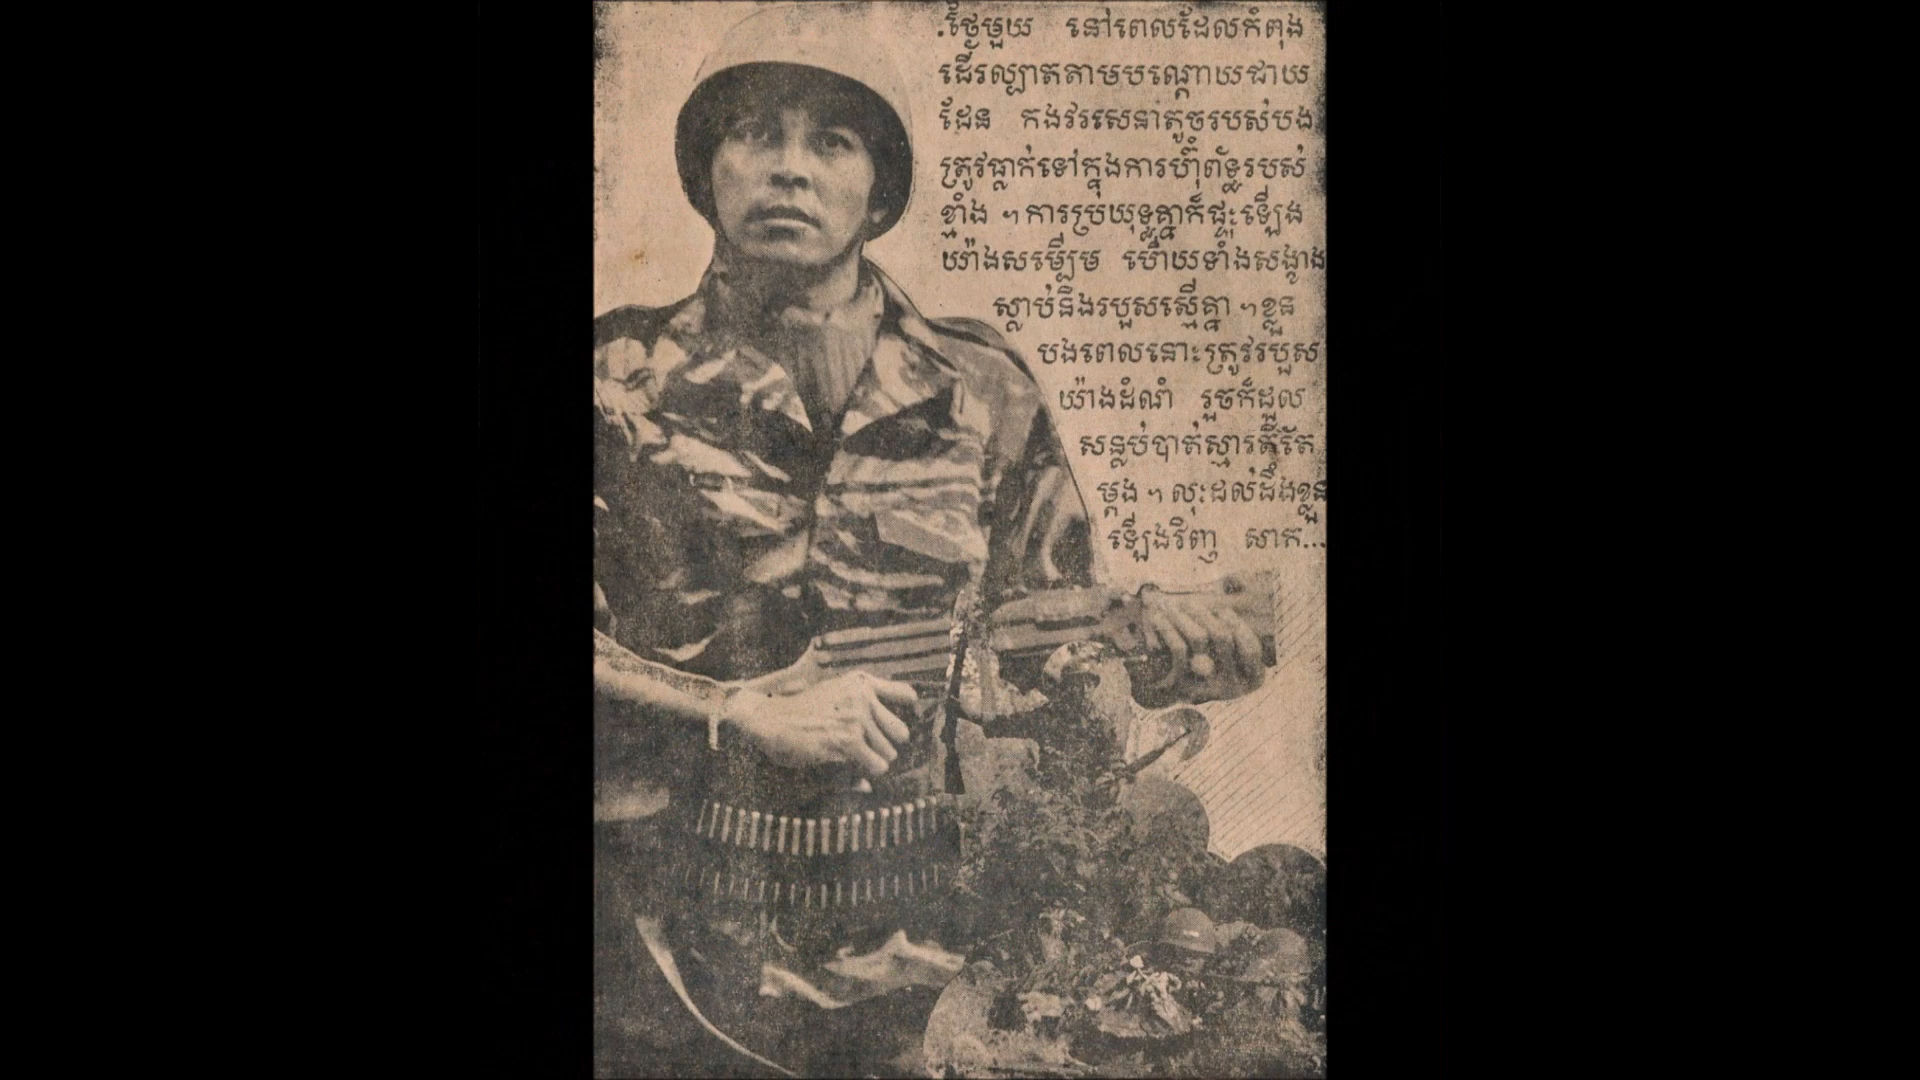 .ថ្ងៃមួយ នៅពេលដែលកំពុង
ដើរល្បាតតាមបណ្ដោយជាយ
ដែន កងវរសេនាតូចរបស់បង
ត្រូវធ្លាក់ទៅក្នុងការហ៊ុំព័ទ្ធរបស់
ខ្មាំង ។ ការប្រយុទ្ធគ្នាក៏ផ្ទុះឡើង
យ៉ាងសម្បើម ហើយទាំងសង្ខាង
ស្លាប់និងរបួសស្មើគ្នា ។ ខ្លួន
បងពេលនោះត្រូវរបួស
យ៉ាងដំណំ រួចក៏ដួល
សន្លប់បាត់ស្មារតីតែ
ម្ដង ។ លុះដល់ដឹងខ្លួន
ឡើងវិញ សាក...